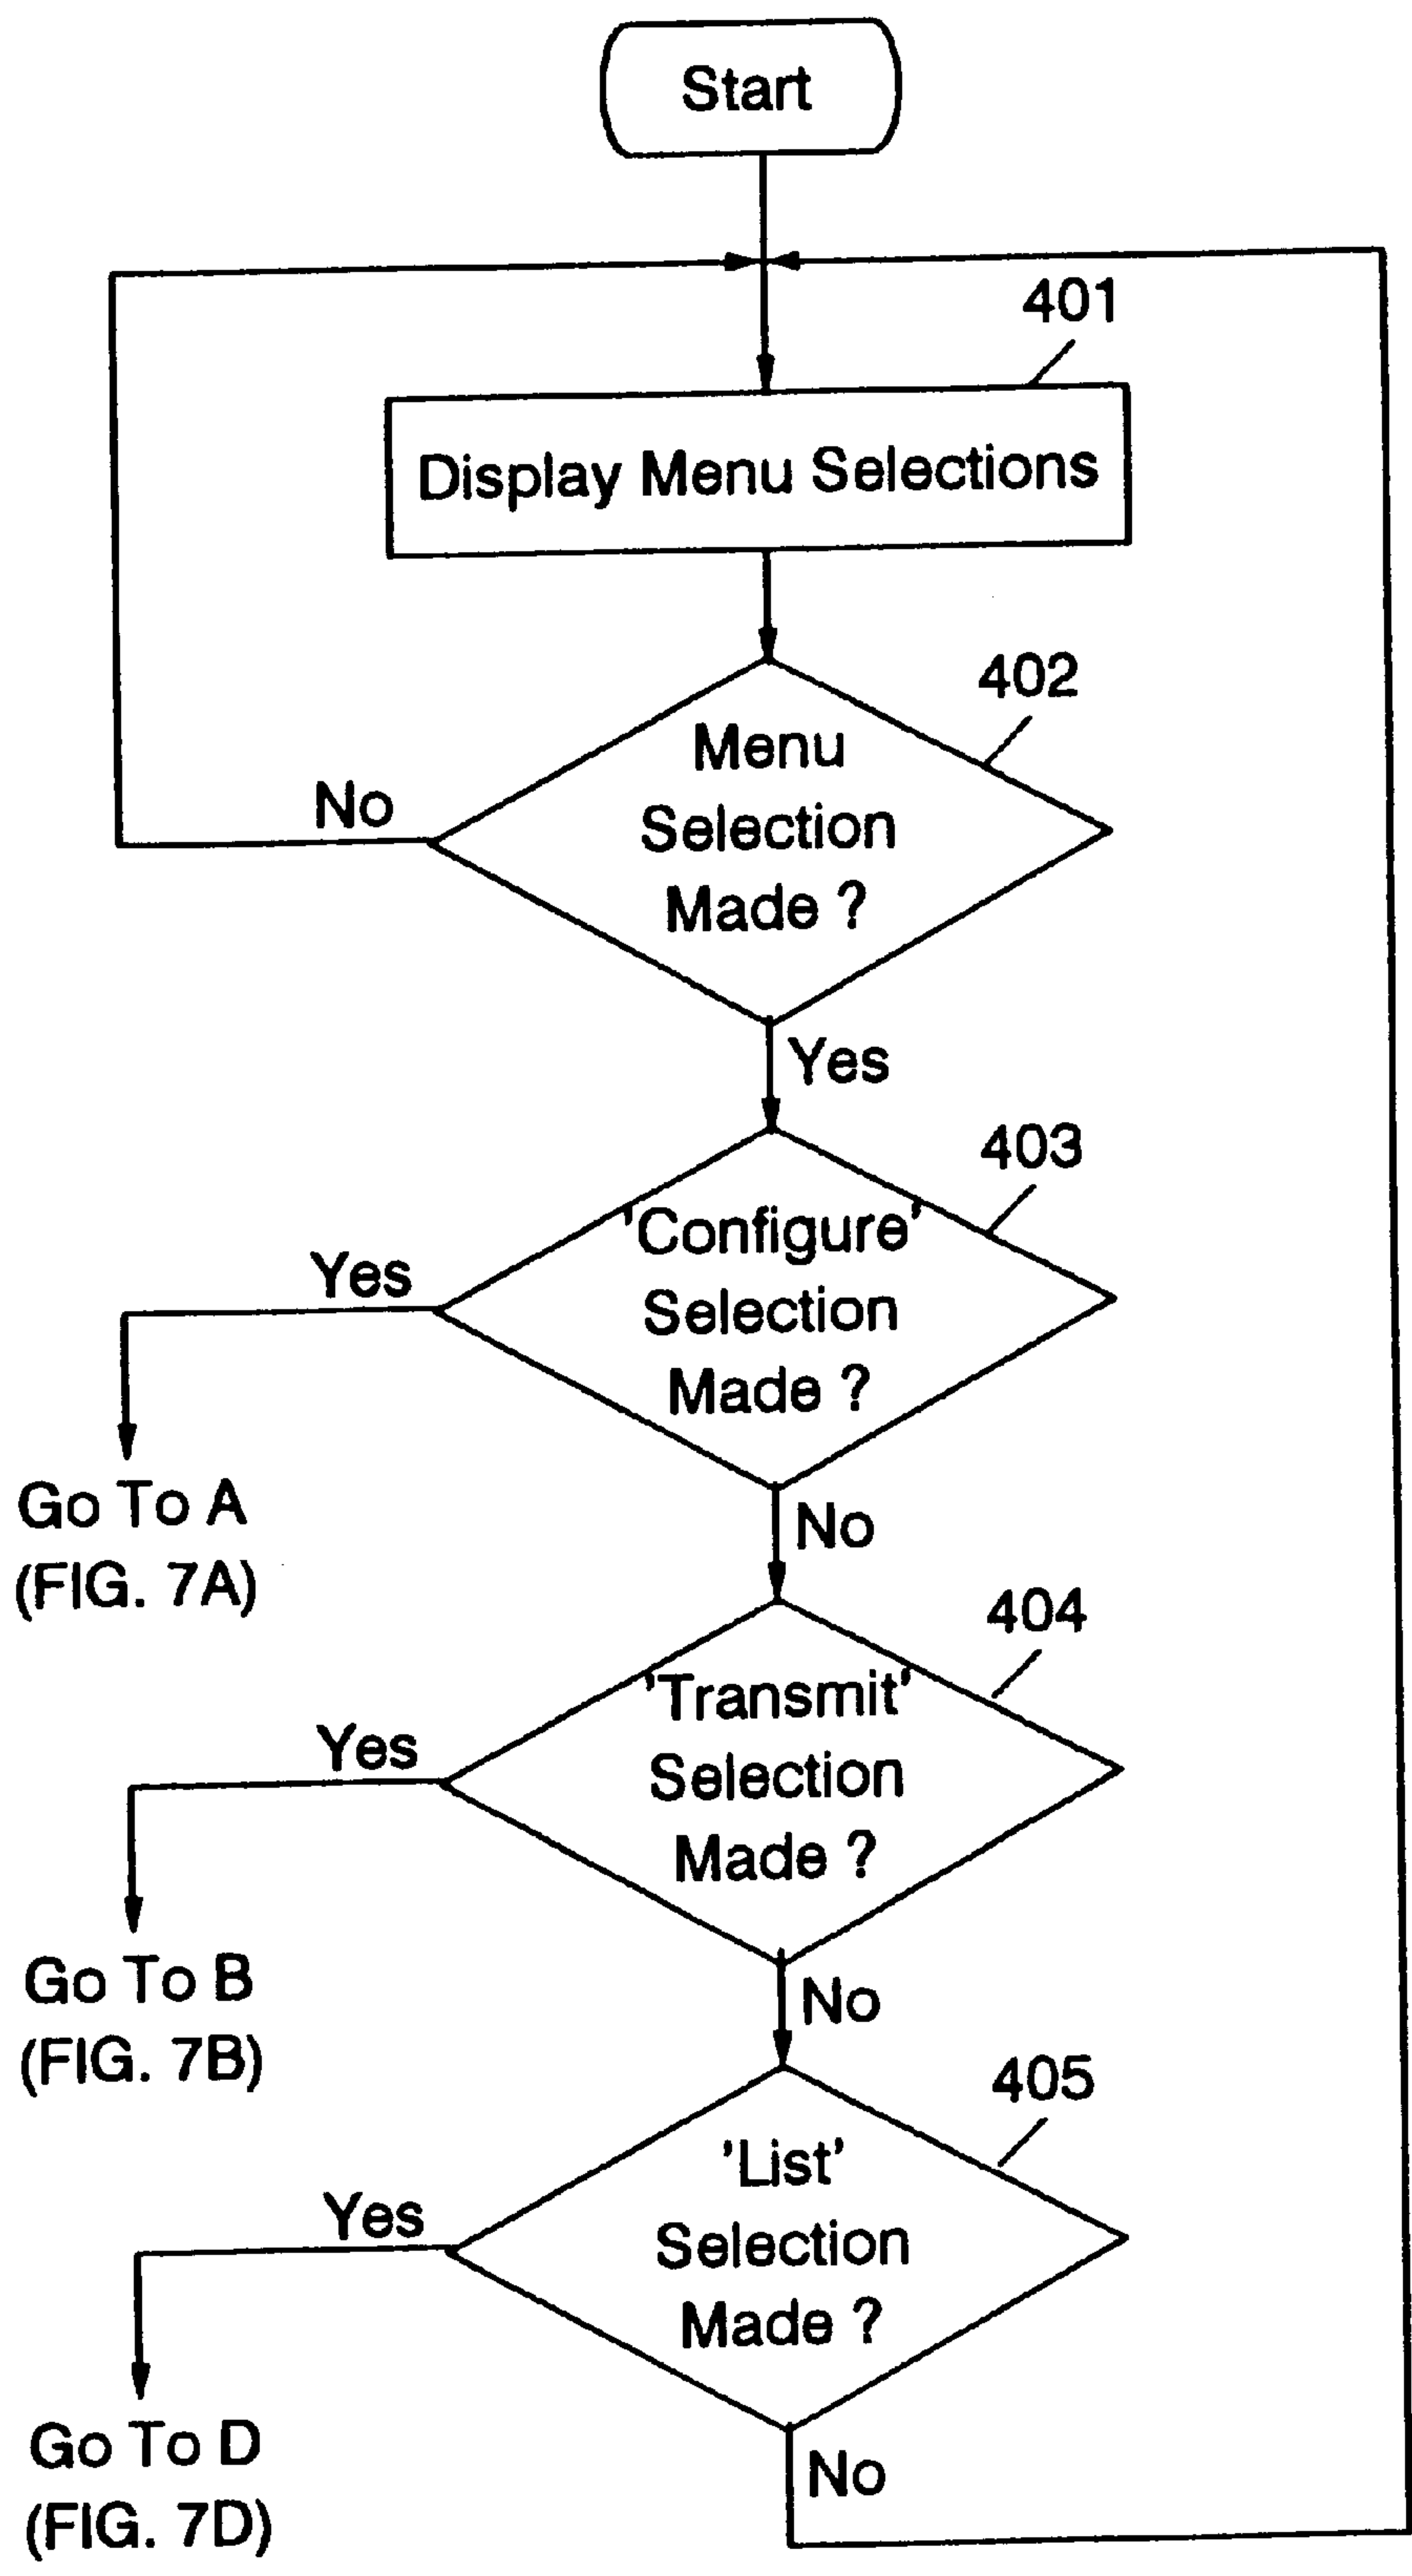 Start
401
Display Menu Selections
402
Menu
Selection
Made ?
No
Yes
403
'Configure'
Selection
Made ?
Yes
Go To A
(FIG. 7A)
No
404
'Transmit'
Selection
Made ?
Yes
Go To B
(FIG. 7B)
No
405
'List'
Selection
Made ?
Yes
Go To D
(FIG. 7D)
No